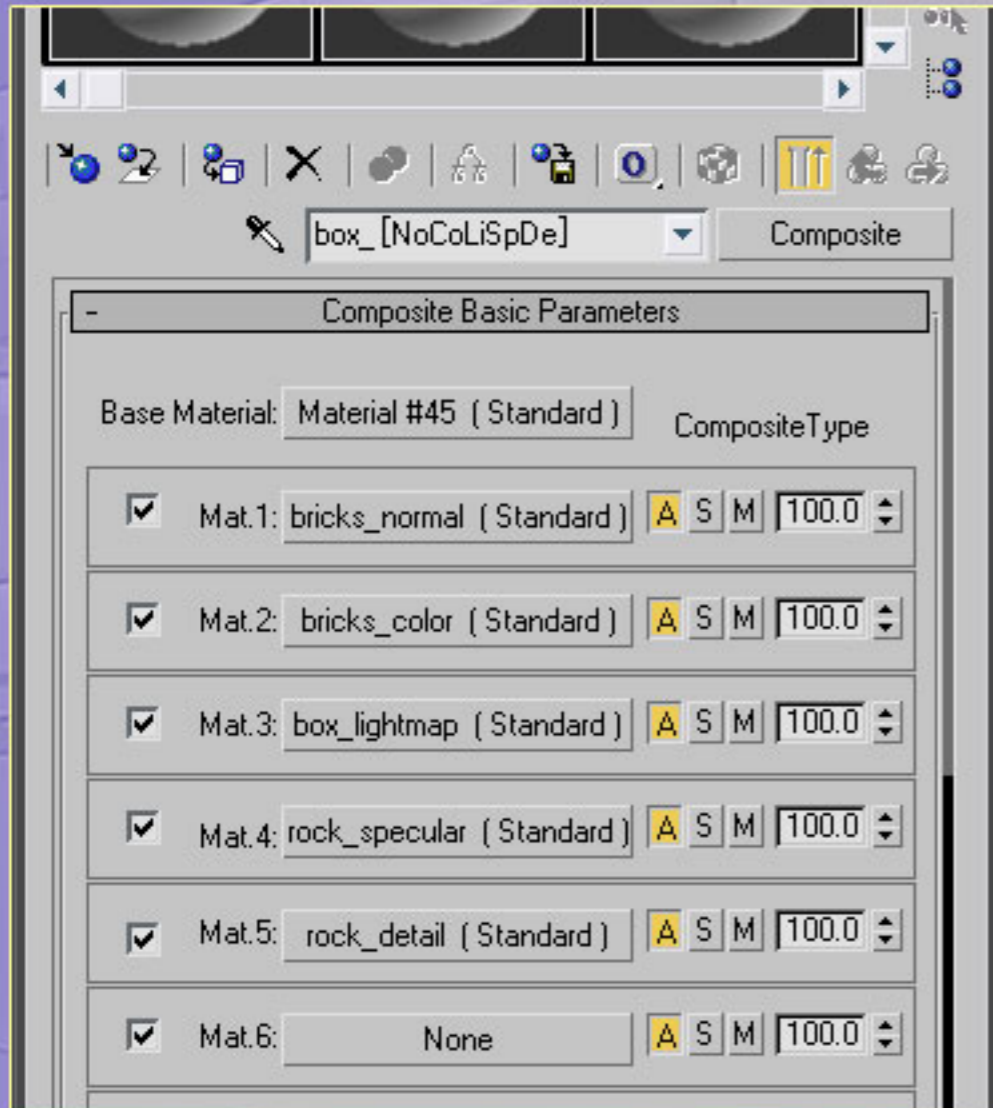 box_[NoCoLiSpDe] Composite
- Composite Basic Parameters
Base Material: Material #45 ( Standard ) CompositeType
Mat.1: bricks_normal ( Standard ) A S M 100.0
Mat.2: bricks_color ( Standard ) A S M 100.0
Mat.3: box_lightmap ( Standard ) A S M 100.0
Mat.4: rock_specular ( Standard ) A S M 100.0
Mat.5: rock_detail ( Standard ) A S M 100.0
Mat.6: None A S M 100.0